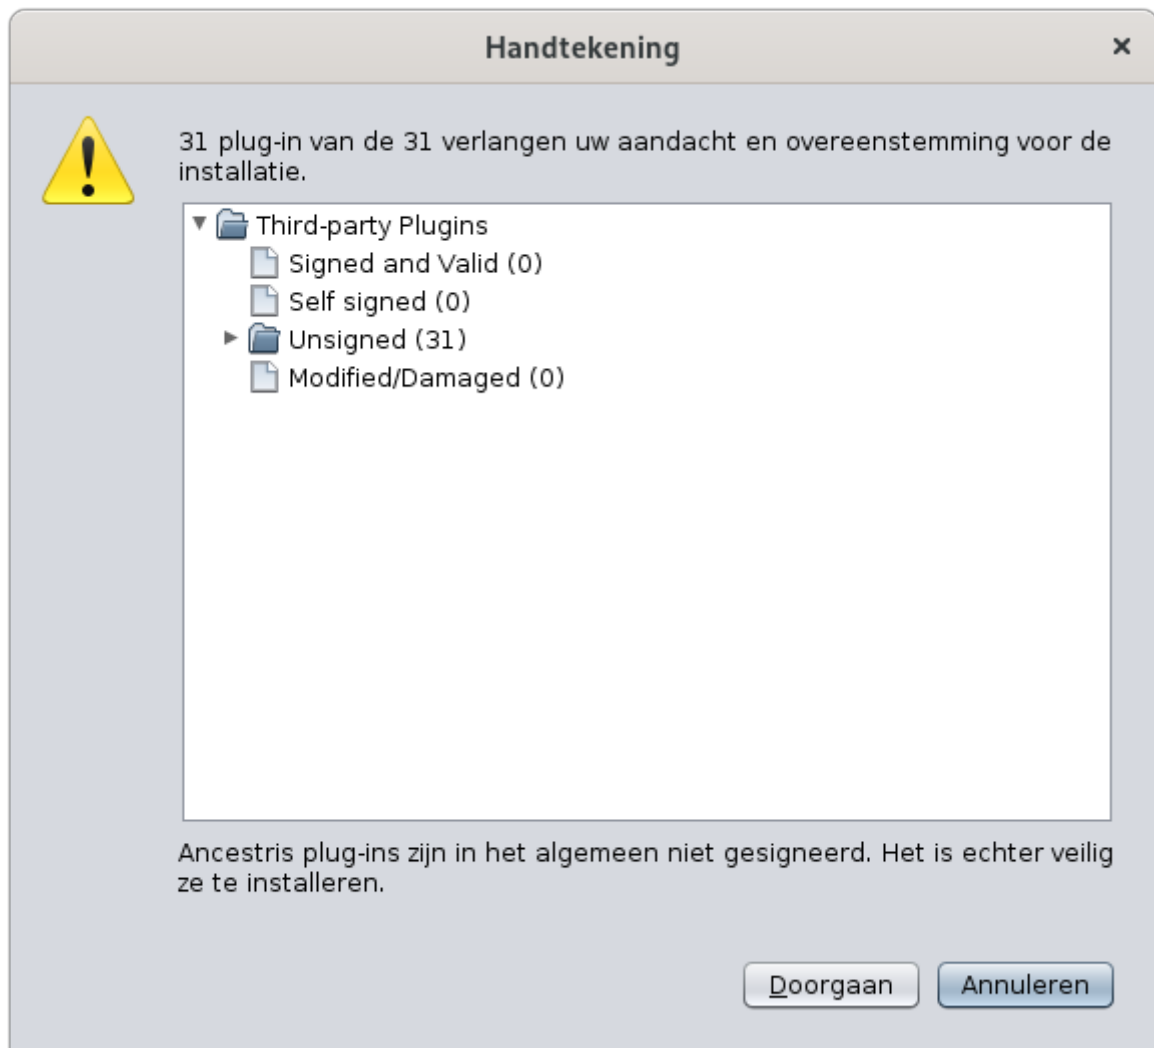 Handtekening
31 plug-in van de 31 verlangen uw aandacht en overeenstemming voor de
installatie.
Third-party Plugins
Signed and Valid (0)
Self signed (0)
Unsigned (31)
Modified/Damaged (0)
Ancestris plug-ins zijn in het algemeen niet gesigneerd. Het is echter veilig
ze te installeren.
Doorgaan
Annuleren